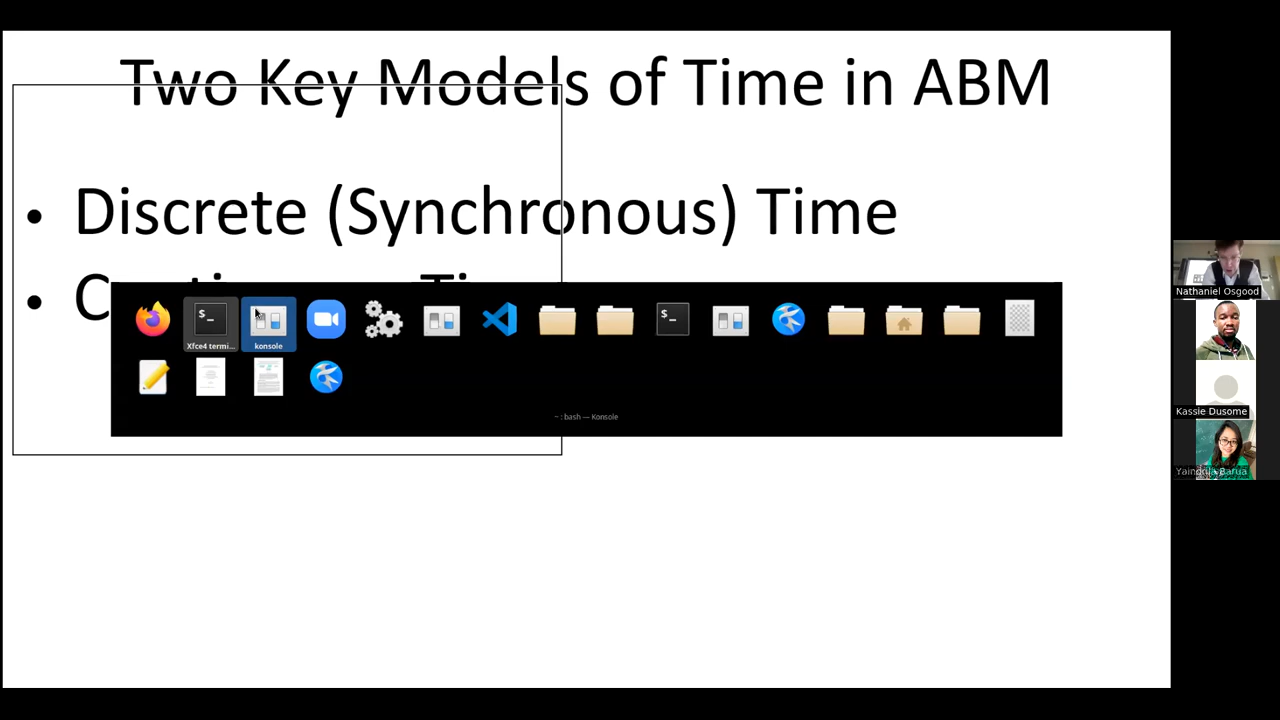 Two Key Models of Time in ABM
• Discrete (Synchronous) Time
Xfce4 termi...
konsole
~ : bash — Konsole
Nathaniel Osgood
Kassie Dusome
Barua